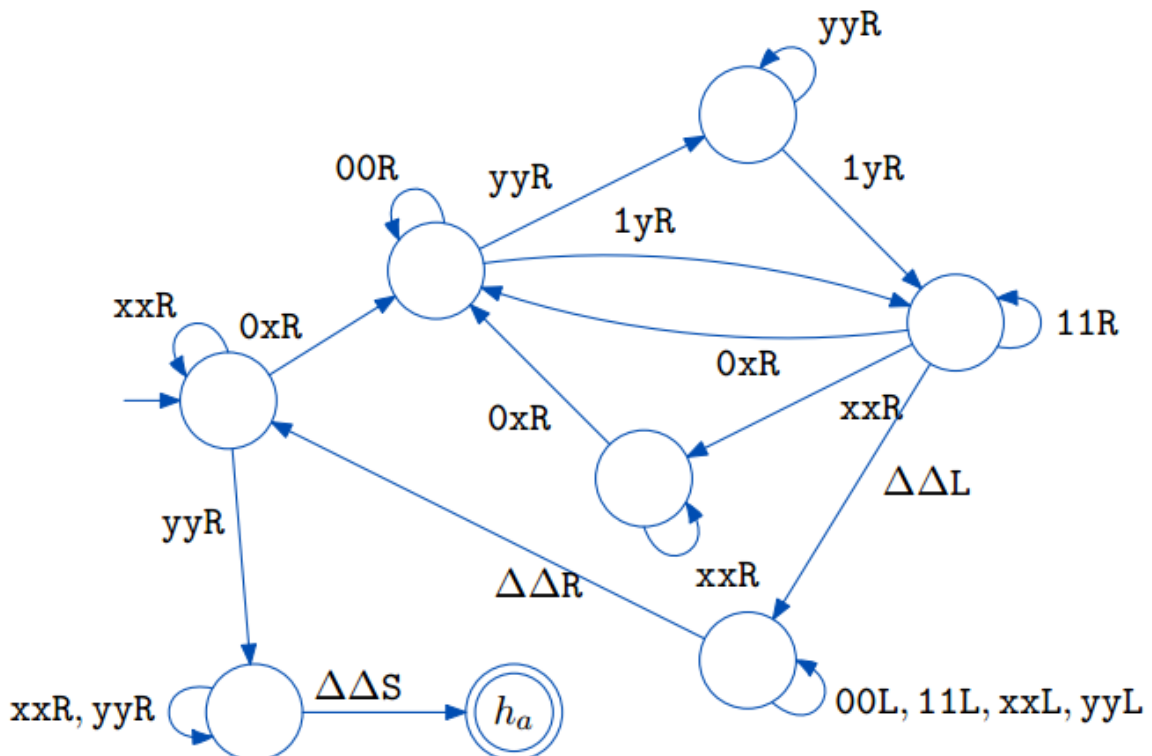 yyR
00R
yyR
1yR
1yR
xxR
0xR
11R
0xR
0xR
xxR
ΔΔL
yyR
xxR
ΔΔR
xxR, yyR
ΔΔS
hₐ
00L, 11L, xxL, yyL